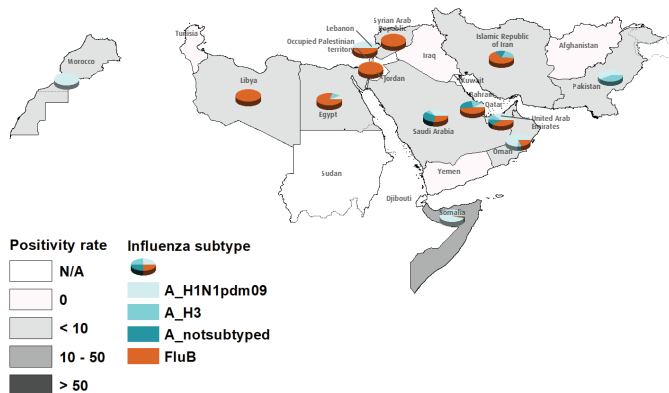 Tunisia
Lebanon
Syrian Arab
Republic
Occupied Palestinian
territory
Morocco
Iraq
Islamic Republic
of Iran
Afghanistan
Libya
Jordan
Kuwait
Pakistan
Egypt
Bahrain
Qatar
Saudi Arabia
United Arab
Emirates
Oman
Sudan
Yemen
Djibouti
Somalia
Positivity rate
N/A
0
< 10
10 - 50
> 50
Influenza subtype
A_H1N1pdm09
A_H3
A_notsubtyped
FluB